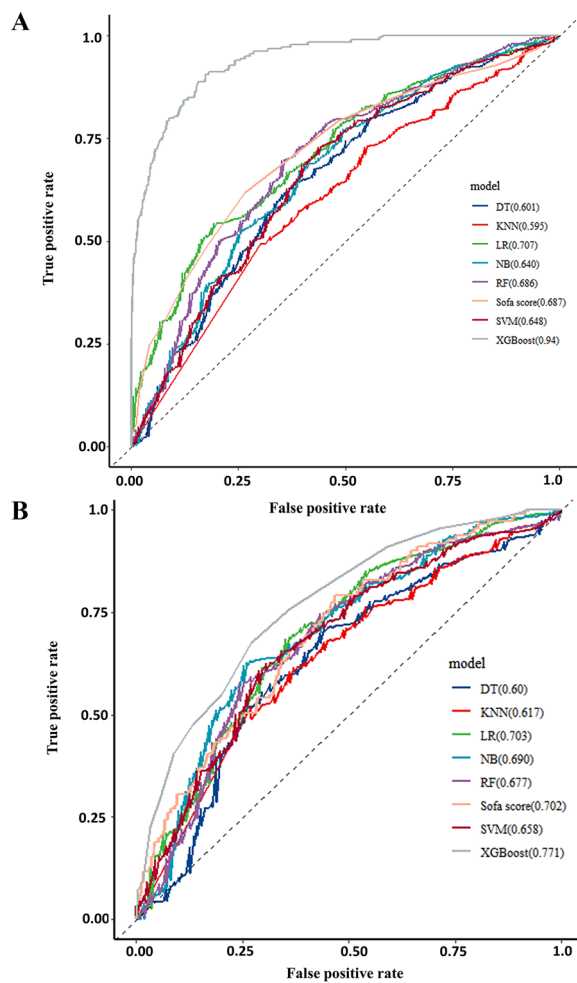 A
True positive rate
1.0
0.75
0.50
0.25
0.00
model
DT(0.601)
KNN(0.595)
LR(0.707)
NB(0.640)
RF(0.686)
Sofa score(0.687)
SVM(0.648)
XGBoost(0.94)
0.00 0.25 0.50 0.75 1.0
False positive rate
B
True positive rate
1.0
0.75
0.50
0.25
0.00
model
DT(0.60)
KNN(0.617)
LR(0.703)
NB(0.690)
RF(0.677)
Sofa score(0.702)
SVM(0.658)
XGBoost(0.771)
0.00 0.25 0.50 0.75 1.0
False positive rate